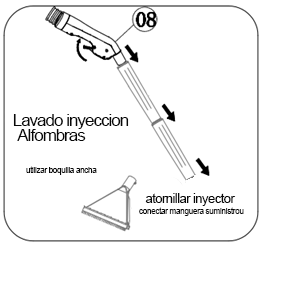 08
Lavado inyeccion
Alfombras
utilizar boquilla ancha
atornillar inyector
conectar manguera suministrou